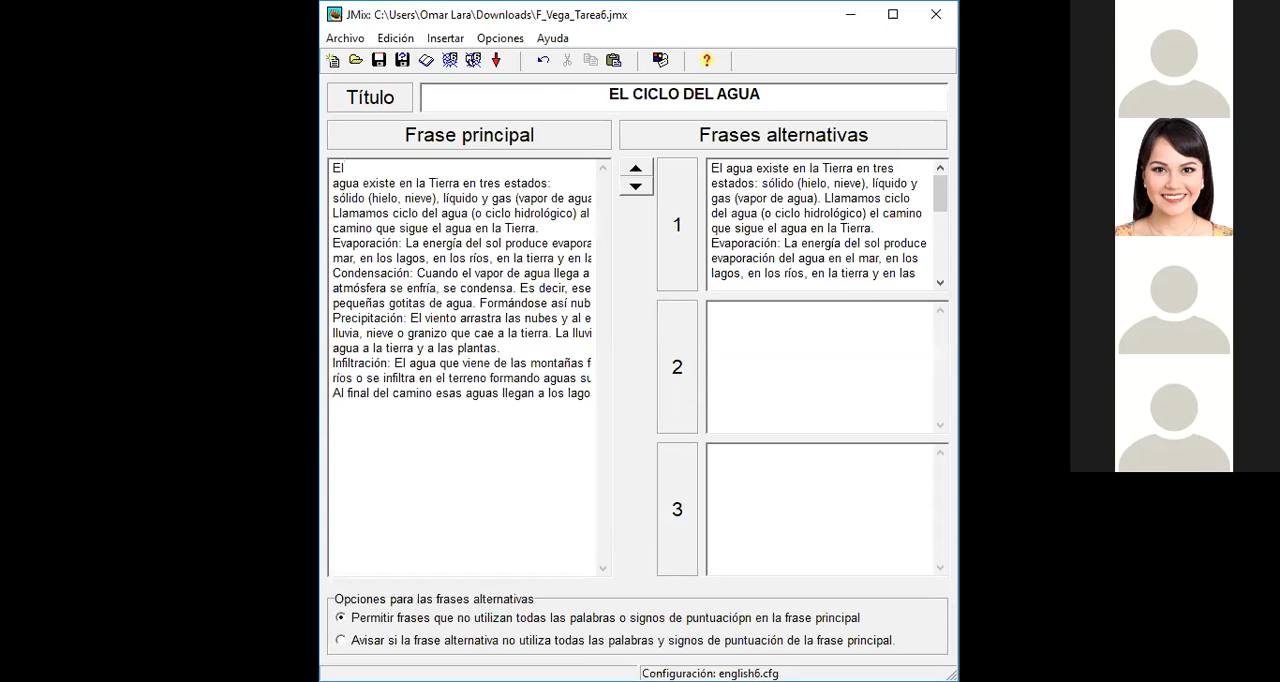 JMix: C:\Users\Omar Lara\Downloads\F_Vega_Tarea6.jmx
Archivo Edición Insertar Opciones Ayuda
Título
EL CICLO DEL AGUA
Frase principal
Frases alternativas
El
agua existe en la Tierra en tres estados:
sólido (hielo, nieve), líquido y gas (vapor de agua
Llamamos ciclo del agua (o ciclo hidrológico) al
camino que sigue el agua en la Tierra.
Evaporación: La energía del sol produce evapora
mar, en los lagos, en los ríos, en la tierra y en la
Condensación: Cuando el vapor de agua llega a
atmósfera se enfría, se condensa. Es decir, ese
pequeñas gotitas de agua. Formándose así nub
Precipitación: El viento arrastra las nubes y al e
lluvia, nieve o granizo que cae a la tierra. La lluvi
agua a la tierra y a las plantas.
Infiltración: El agua que viene de las montañas f
ríos o se infiltra en el terreno formando aguas su
Al final del camino esas aguas llegan a los lago
1
El agua existe en la Tierra en tres
estados: sólido (hielo, nieve), líquido y
gas (vapor de agua). Llamamos ciclo
del agua (o ciclo hidrológico) el camino
que sigue el agua en la Tierra.
Evaporación: La energía del sol produce
evaporación del agua en el mar, en los
lagos, en los ríos, en la tierra y en las
2
3
Opciones para las frases alternativas
Permitir frases que no utilizan todas las palabras o signos de puntuaciópn en la frase principal
Avisar si la frase alternativa no utiliza todas las palabras y signos de puntuación de la frase principal.
Configuración: english6.cfg